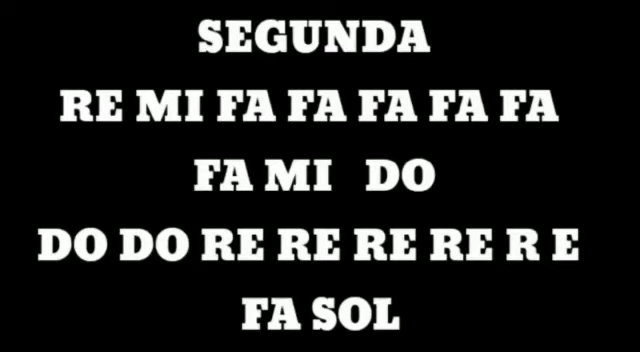 SEGUNDA
RE MI FA FA FA FA FA
FA MI DO
DO DO RE RE RE RE R E
FA SOL